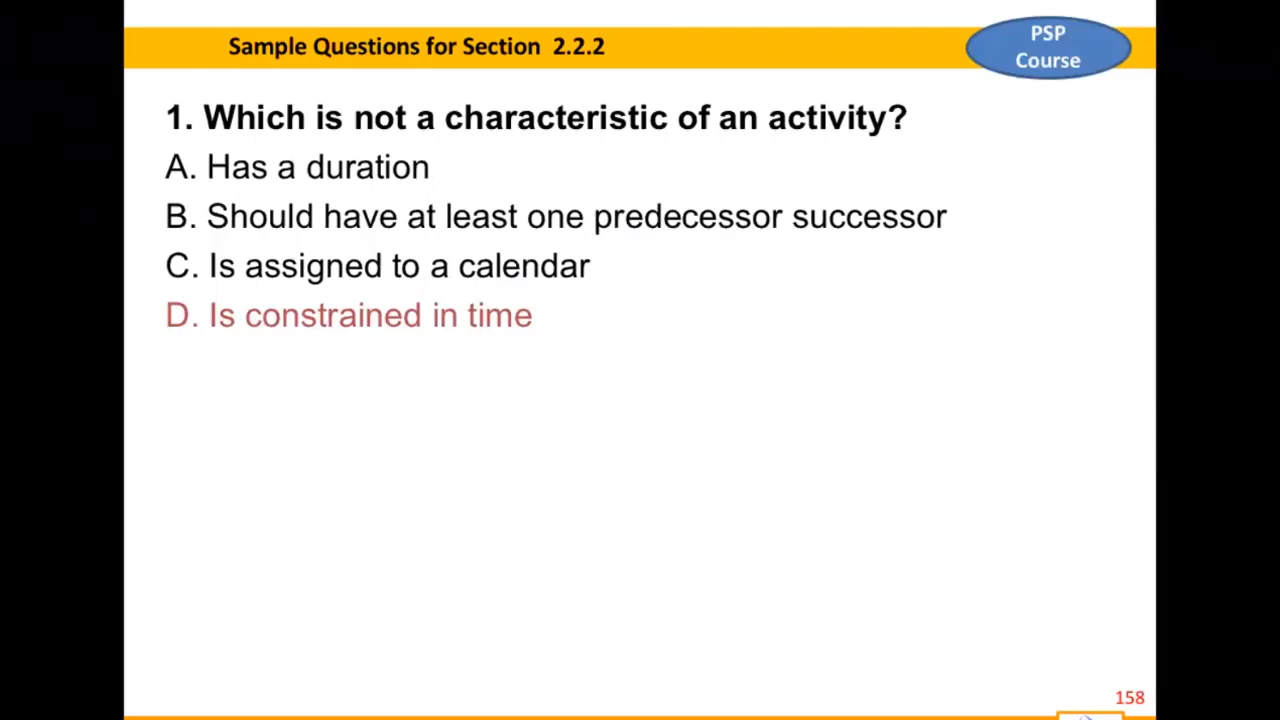 Sample Questions for Section 2.2.2
PSP
Course
1. Which is not a characteristic of an activity?
A. Has a duration
B. Should have at least one predecessor successor
C. Is assigned to a calendar
D. Is constrained in time
158